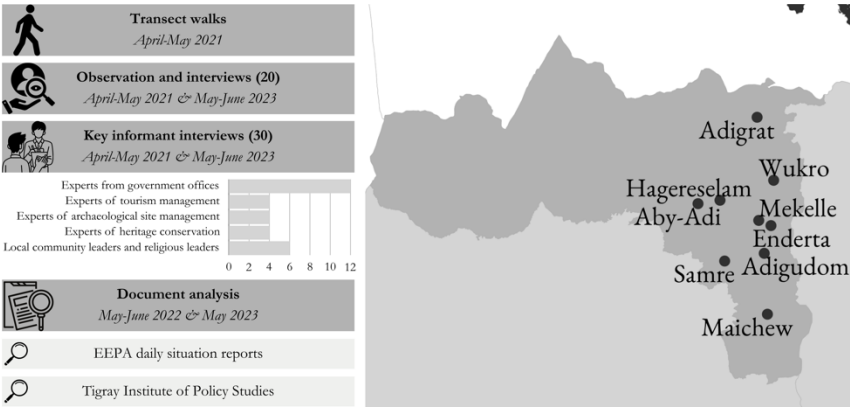 Transect walks
April-May 2021
Observation and interviews (20)
April-May 2021 & May-June 2023
Key informant interviews (30)
April-May 2021 & May-June 2023
Experts from government offices
Experts of tourism management
Experts of archaeological site management
Experts of heritage conservation
Local community leaders and religious leaders
0 2 4 6 8 10 12
Document analysis
May-June 2022 & May 2023
EEPA daily situation reports
Tigray Institute of Policy Studies
Adigrat
Wukro
Hagereselam
Aby-Adi
Mekelle
Enderta
Samre
Adigudom
Maichew